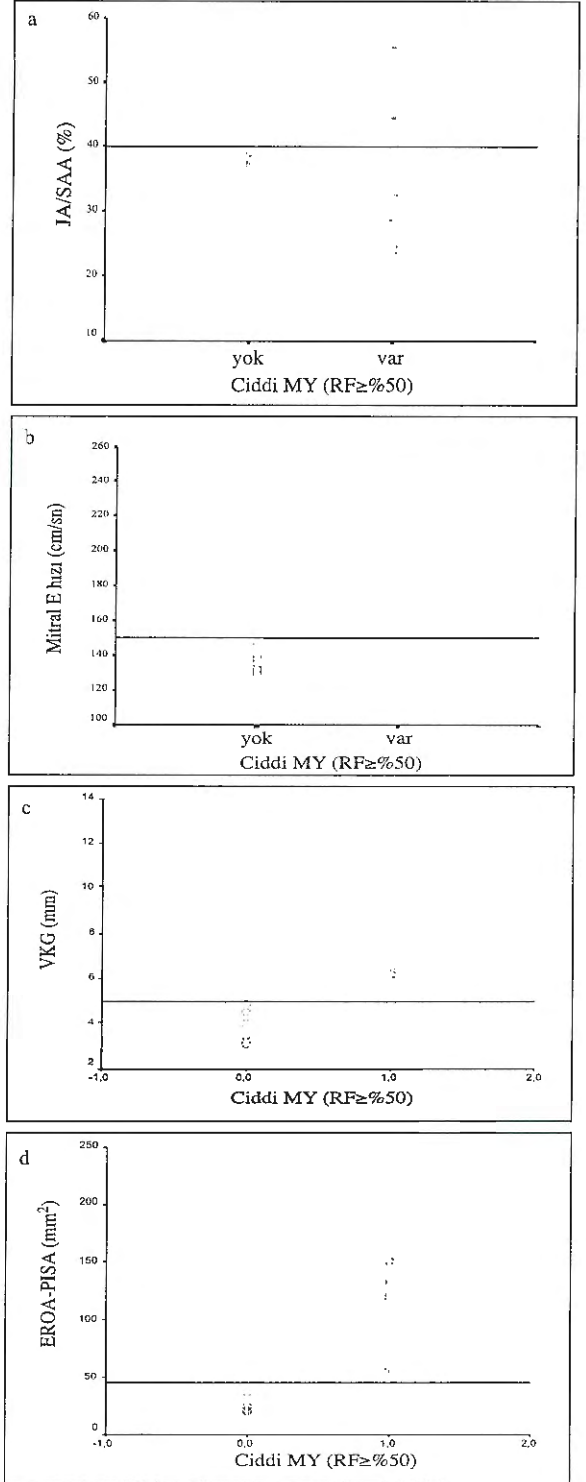 a
60
50
JA/SAA (%)
40
30
20
10
yok var
Ciddi MY (RF≥%50)
b
260
240
220
200
Mitral E hızı (cm/sn)
180
160
140
120
100
yok var
Ciddi MY (RF≥%50)
c
14
12
10
VKG (mm)
8
6
4
2
-1,0 0,0 1,0 2,0
Ciddi MY (RF≥%50)
d
250
200
EROA-PISA (mm²)
150
100
50
0
-1,0 0,0 1,0 2,0
Ciddi MY (RF≥%50)